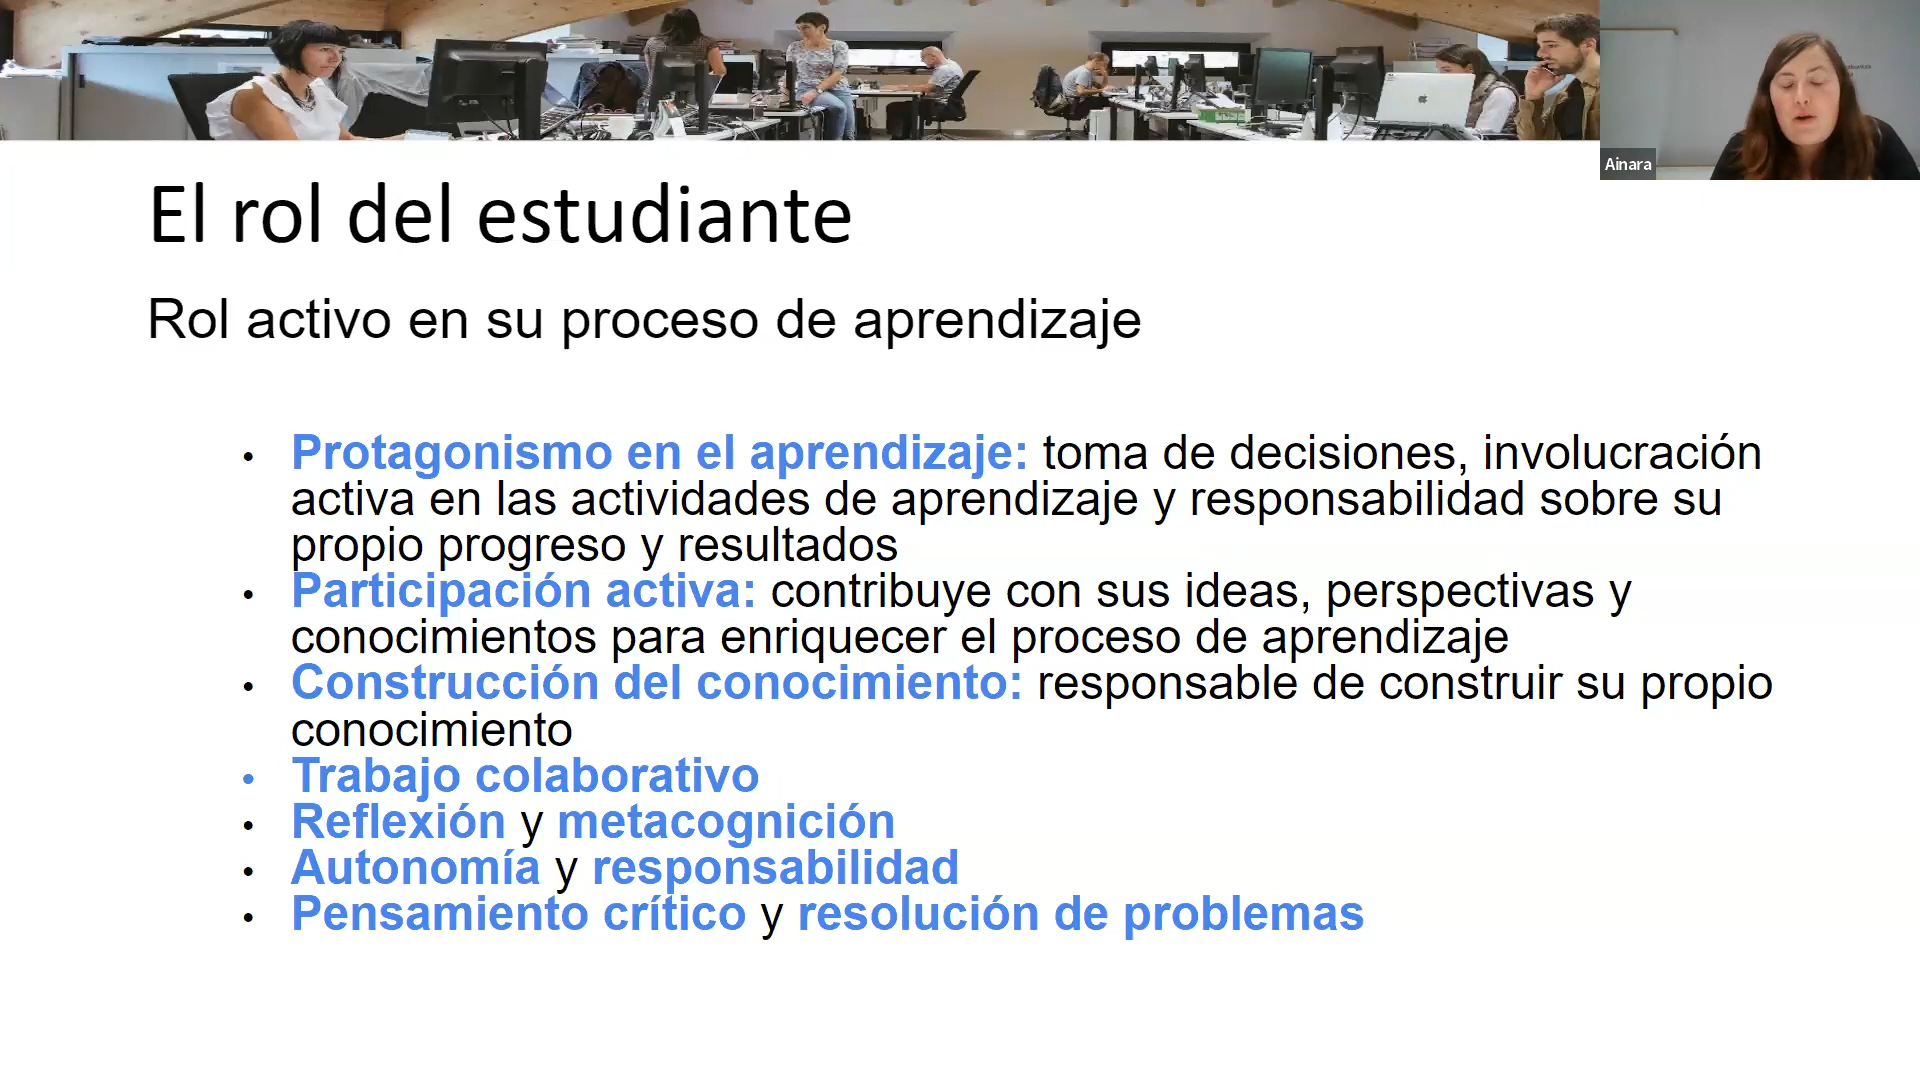 Ainara
El rol del estudiante
Rol activo en su proceso de aprendizaje
• Protagonismo en el aprendizaje: toma de decisiones, involucración
activa en las actividades de aprendizaje y responsabilidad sobre su
propio progreso y resultados
• Participación activa: contribuye con sus ideas, perspectivas y
conocimientos para enriquecer el proceso de aprendizaje
• Construcción del conocimiento: responsable de construir su propio
conocimiento
• Trabajo colaborativo
• Reflexión y metacognición
• Autonomía y responsabilidad
• Pensamiento crítico y resolución de problemas